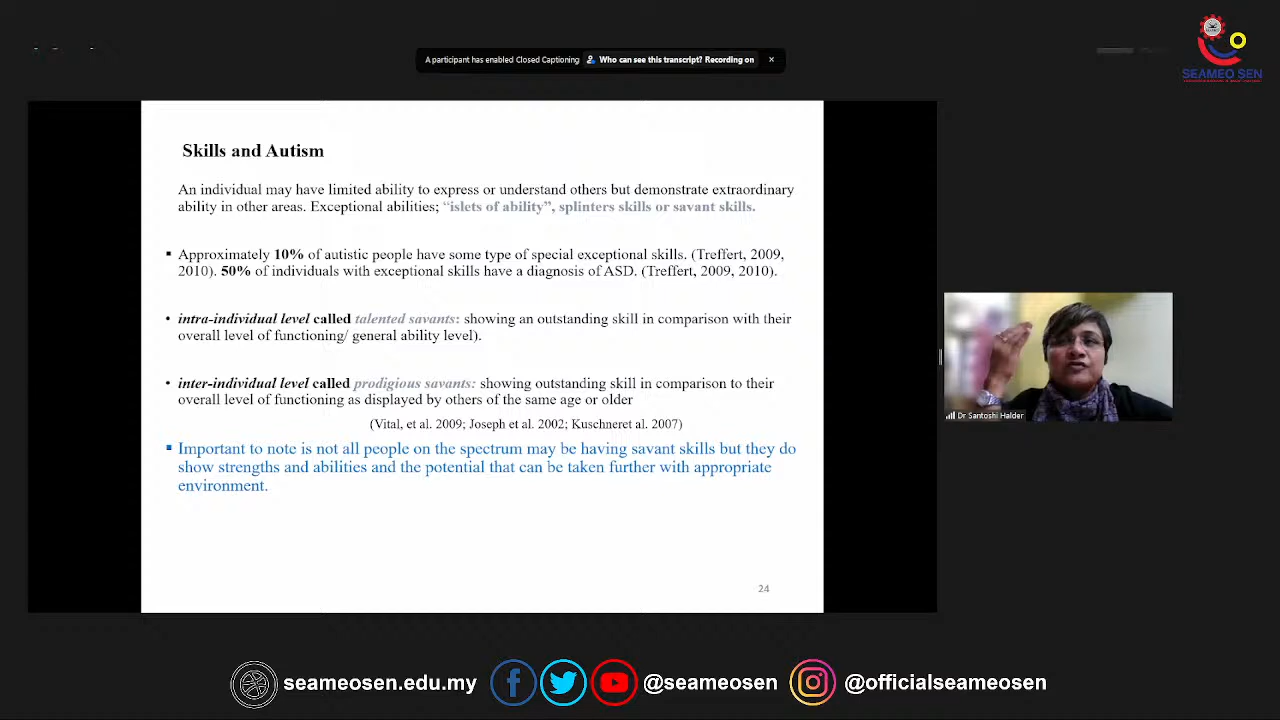 A participant has enabled Closed Captioning Who can see this transcript? Recording on
SEAMEO SEN
Skills and Autism
An individual may have limited ability to express or understand others but demonstrate extraordinary
ability in other areas. Exceptional abilities; “islets of ability”, splinters skills or savant skills.
▪ Approximately 10% of autistic people have some type of special exceptional skills. (Treffert, 2009,
2010). 50% of individuals with exceptional skills have a diagnosis of ASD. (Treffert, 2009, 2010).
• intra-individual level called talented savants: showing an outstanding skill in comparison with their
overall level of functioning/ general ability level).
• inter-individual level called prodigious savants: showing outstanding skill in comparison to their
overall level of functioning as displayed by others of the same age or older
(Vital, et al. 2009; Joseph et al. 2002; Kuschneret al. 2007)
▪ Important to note is not all people on the spectrum may be having savant skills but they do
show strengths and abilities and the potential that can be taken further with appropriate
environment.
24
Dr Santoshi Halder
seameosen.edu.my @seameosen @officialseameosen